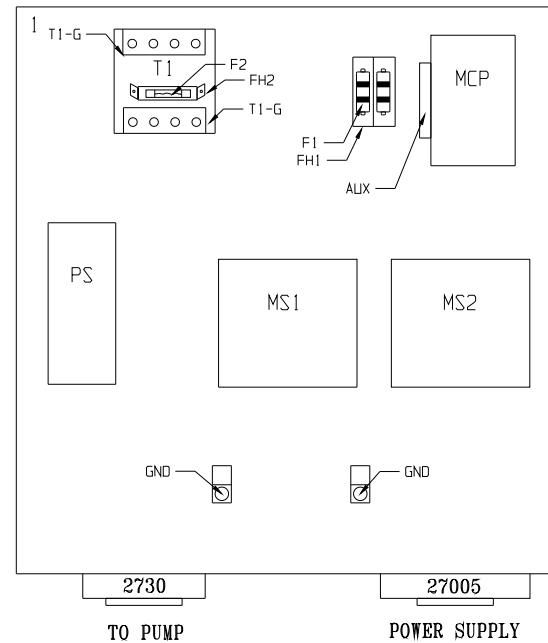 1
T1-G
T1
F2
FH2
T1-G
F1
FH1
MCP
AUX
PS
MS1
MS2
GND
GND
2730
27005
TO PUMP
POWER SUPPLY